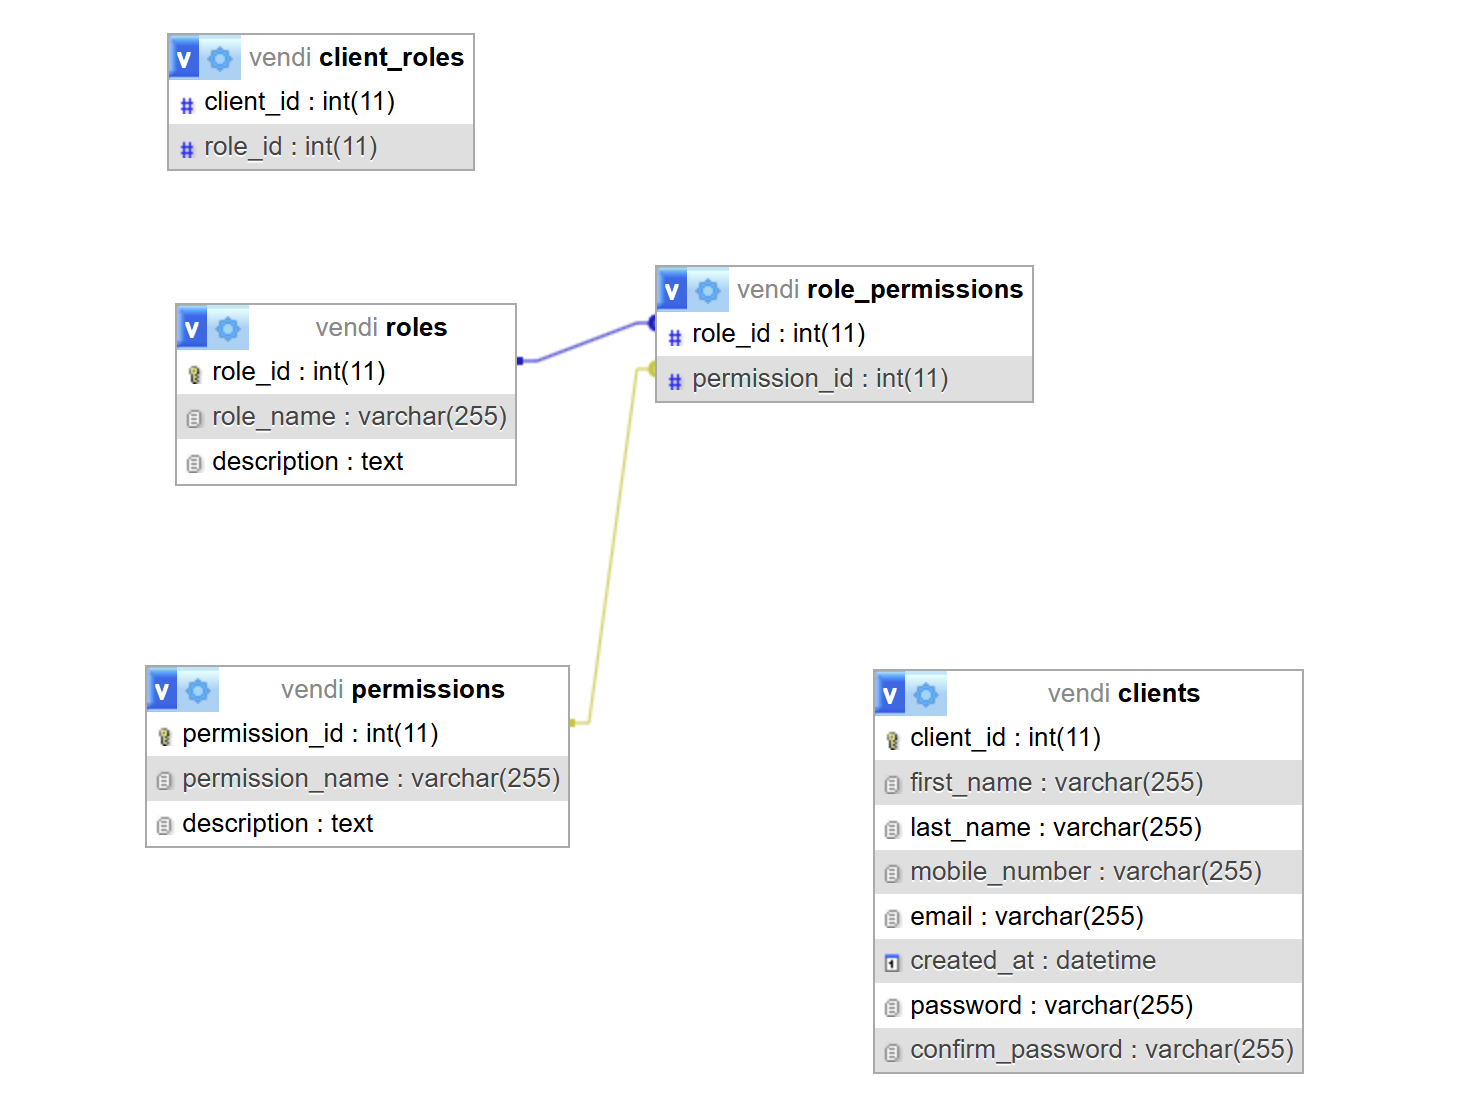 v vendi client_roles
# client_id : int(11)
# role_id : int(11)
v vendi roles
role_id : int(11)
role_name : varchar(255)
description : text
v vendi role_permissions
# role_id : int(11)
# permission_id : int(11)
v vendi permissions
permission_id : int(11)
permission_name : varchar(255)
description : text
v vendi clients
client_id : int(11)
first_name : varchar(255)
last_name : varchar(255)
mobile_number : varchar(255)
email : varchar(255)
created_at : datetime
password : varchar(255)
confirm_password : varchar(255)